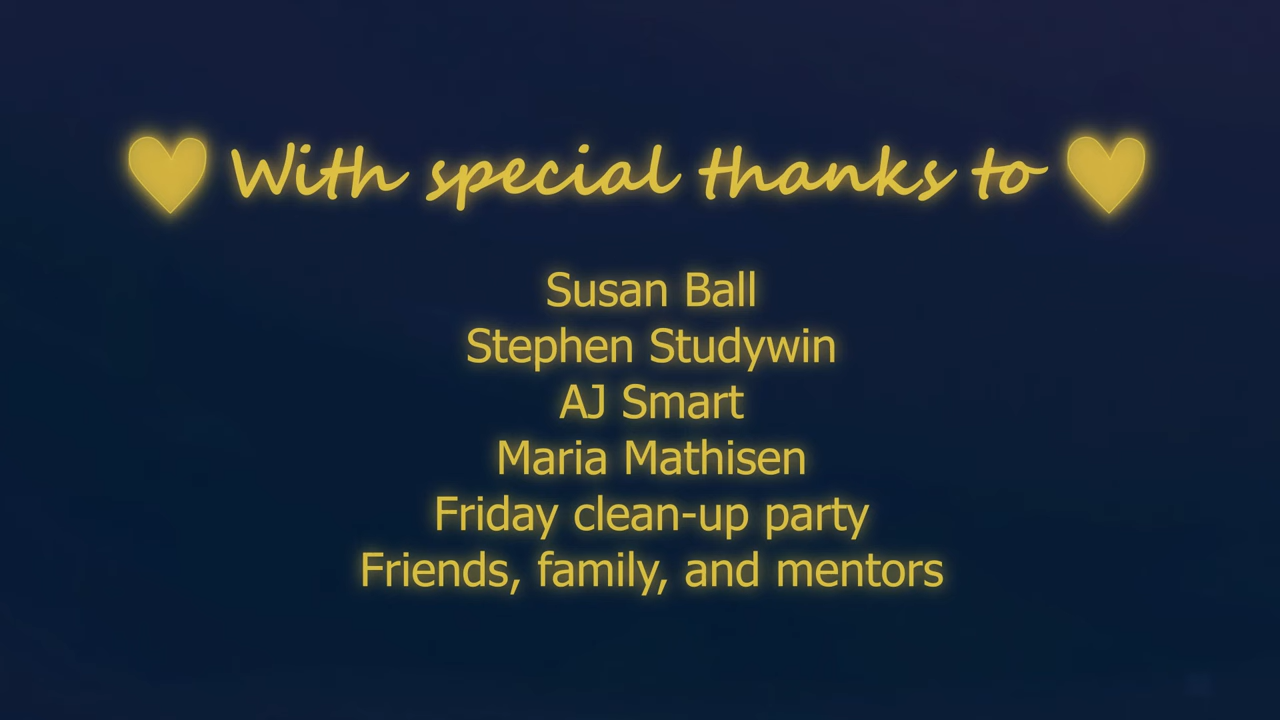 With special thanks to
Susan Ball
Stephen Studywin
AJ Smart
Maria Mathisen
Friday clean-up party
Friends, family, and mentors